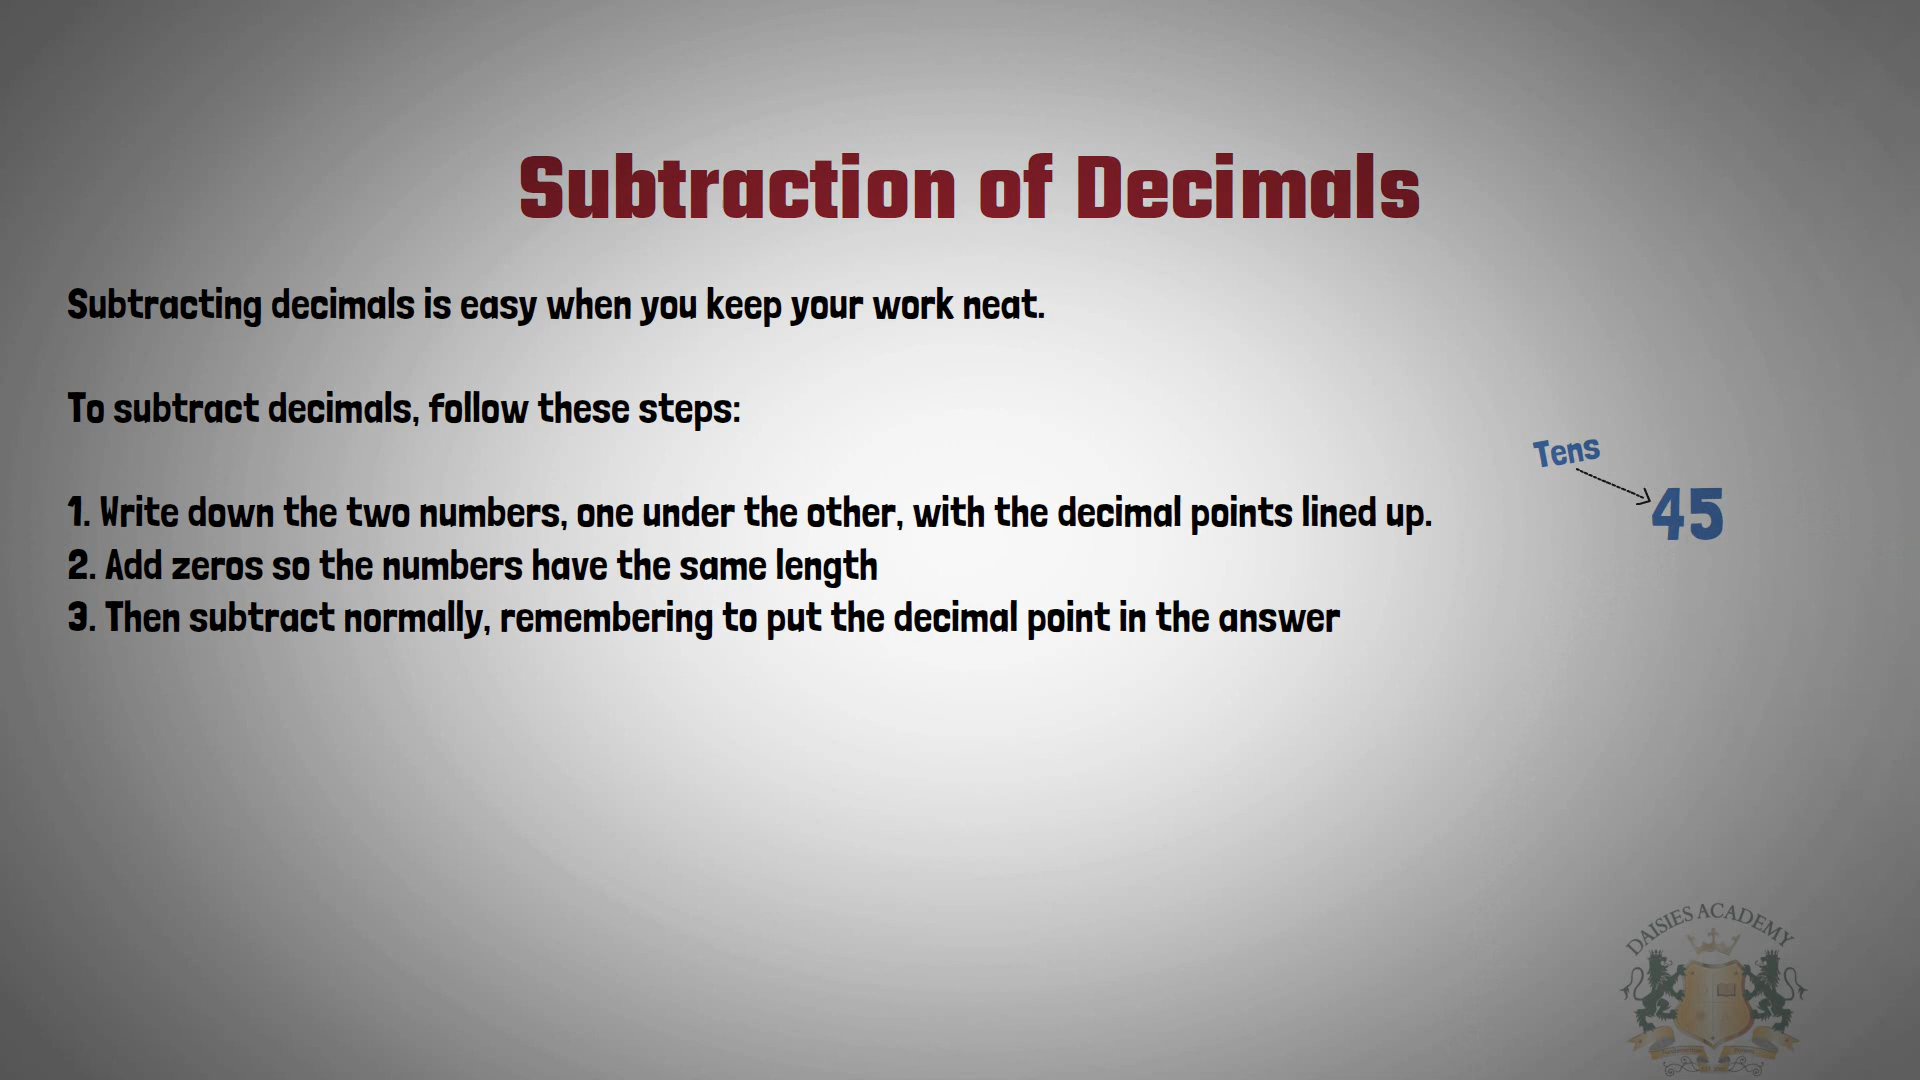 Subtraction of Decimals
Subtracting decimals is easy when you keep your work neat.
To subtract decimals, follow these steps:
1. Write down the two numbers, one under the other, with the decimal points lined up.
2. Add zeros so the numbers have the same length
3. Then subtract normally, remembering to put the decimal point in the answer
Tens
45
DAISIES ACADEMY